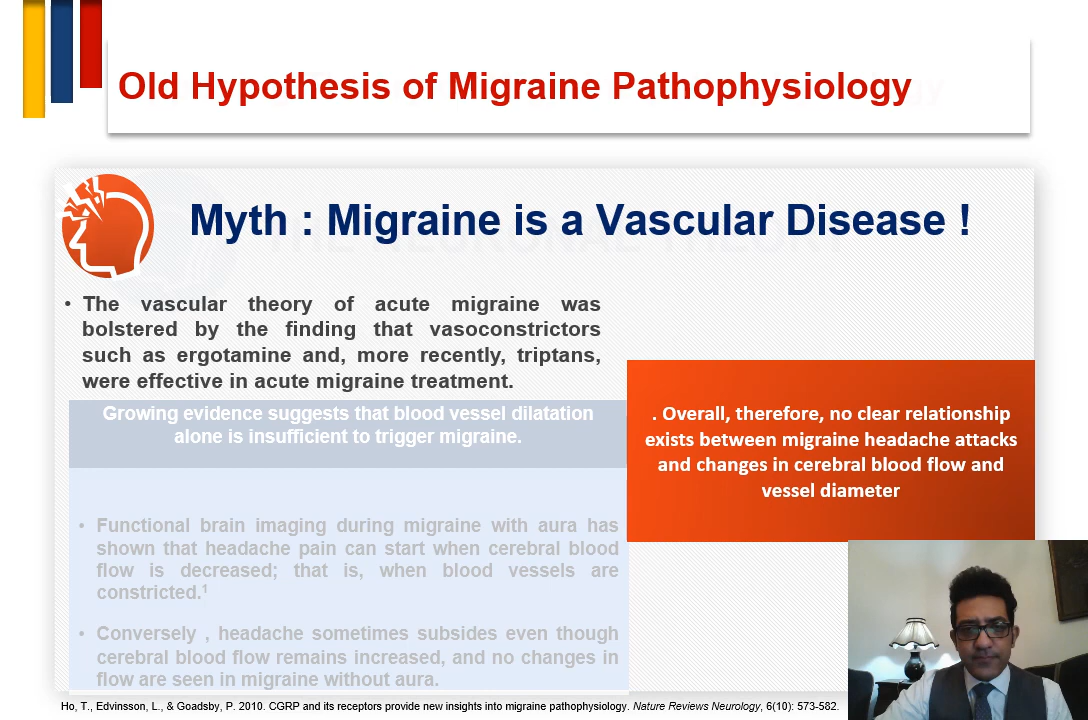 Old Hypothesis of Migraine Pathophysiology
Myth : Migraine is a Vascular Disease !
• The vascular theory of acute migraine was
bolstered by the finding that vasoconstrictors
such as ergotamine and, more recently, triptans,
were effective in acute migraine treatment.
Growing evidence suggests that blood vessel dilatation
alone is insufficient to trigger migraine.
• Functional brain imaging during migraine with aura has
shown that headache pain can start when cerebral blood
flow is decreased; that is, when blood vessels are
constricted.¹
• Conversely , headache sometimes subsides even though
cerebral blood flow remains increased, and no changes in
flow are seen in migraine without aura.
. Overall, therefore, no clear relationship
exists between migraine headache attacks
and changes in cerebral blood flow and
vessel diameter
Ho, T., Edvinsson, L., & Goadsby, P. 2010. CGRP and its receptors provide new insights into migraine pathophysiology. Nature Reviews Neurology, 6(10): 573-582.